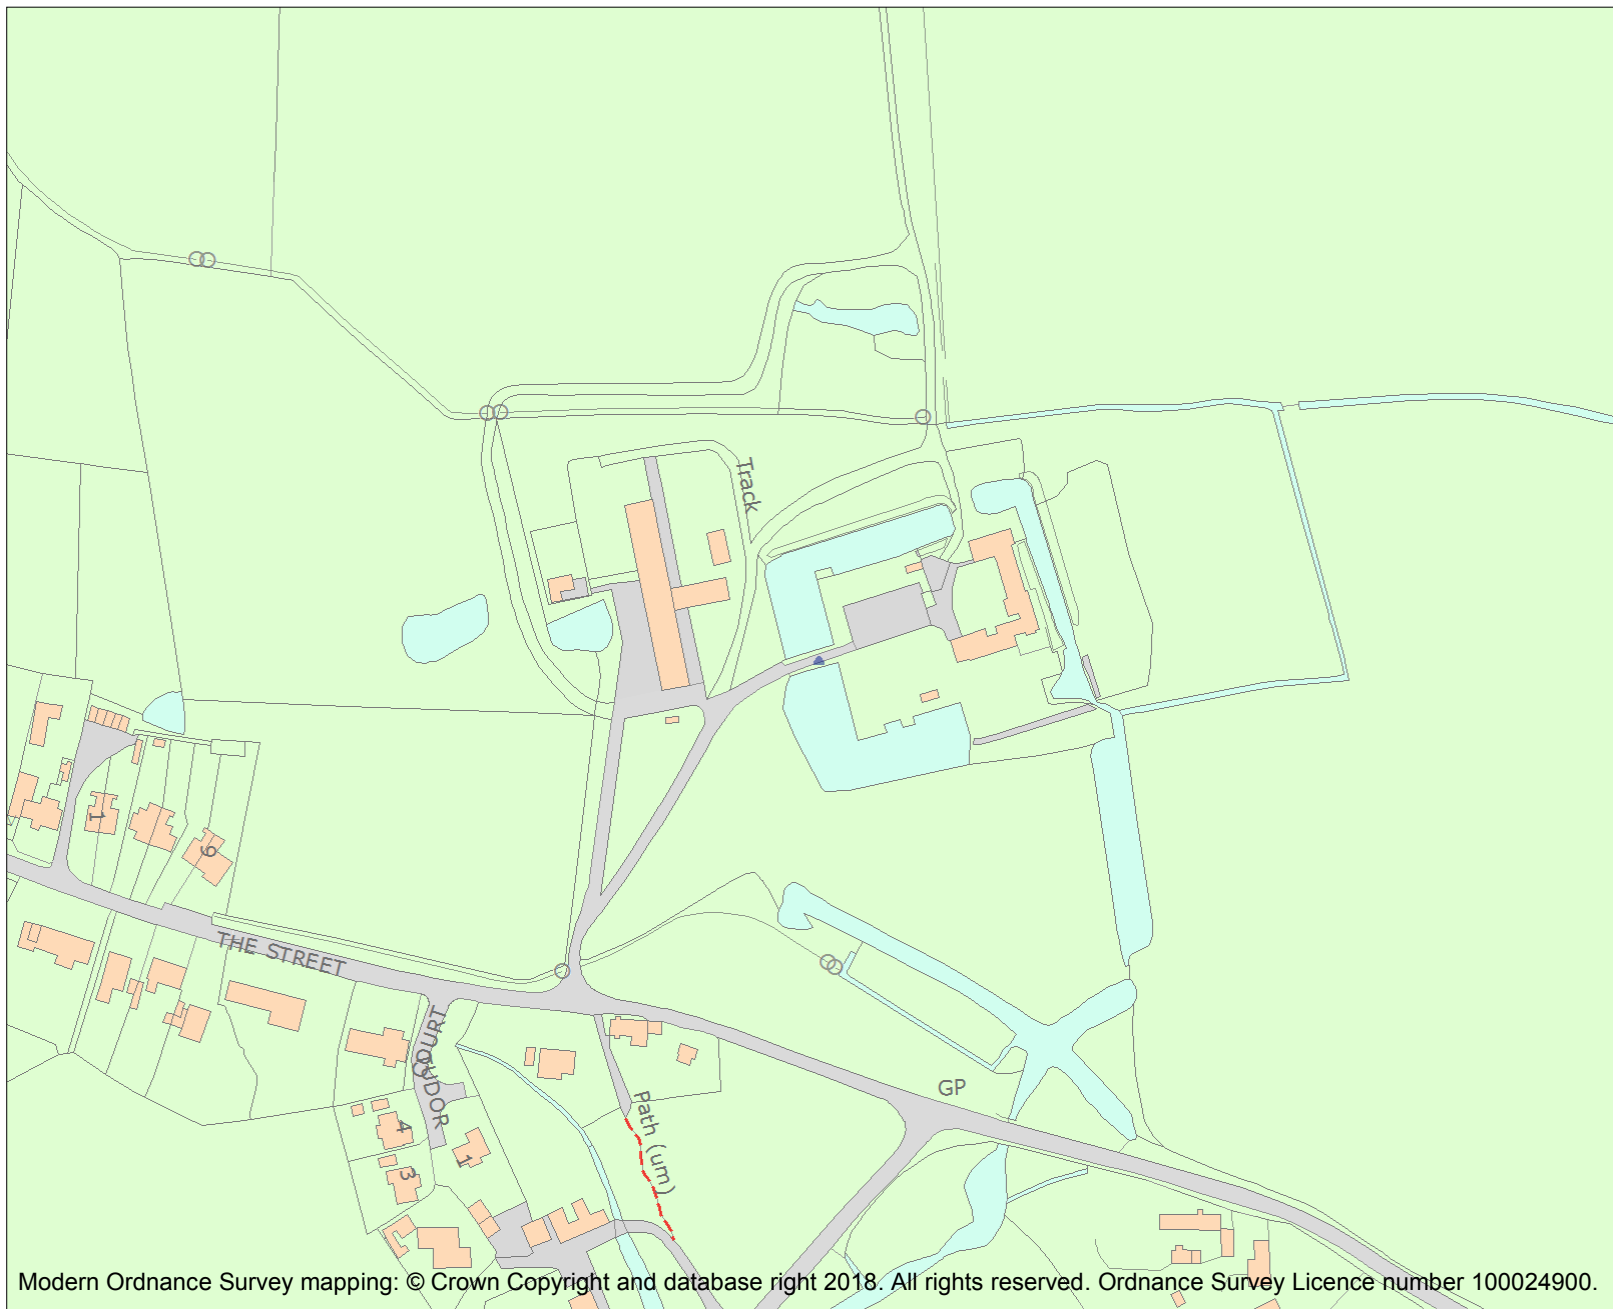 Track
1
9
THE STREET
TUDOR COURT
GP
Path (um)
4
1
3
Modern Ordnance Survey mapping: © Crown Copyright and database right 2018. All rights reserved. Ordnance Survey Licence number 100024900.